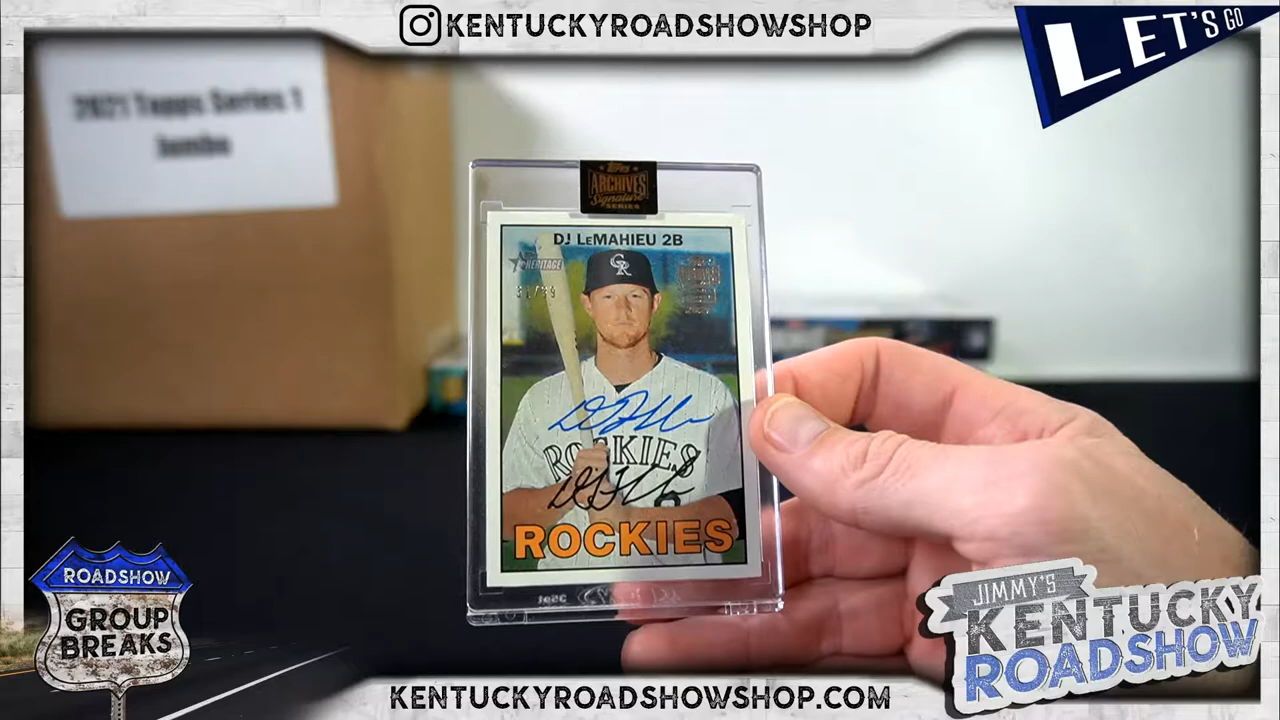 KENTUCKYROADSHOWSHOP
LET'S GO
2021 Topps Series 1
Jumbo
TOPPS
ARCHIVES
Signature
SERIES
DJ LeMAHIEU 2B
HERITAGE
ROCKIES
ROCKIES
ROADSHOW
GROUP
BREAKS
JIMMY'S
KENTUCKY
ROADSHOW
KENTUCKYROADSHOWSHOP.COM